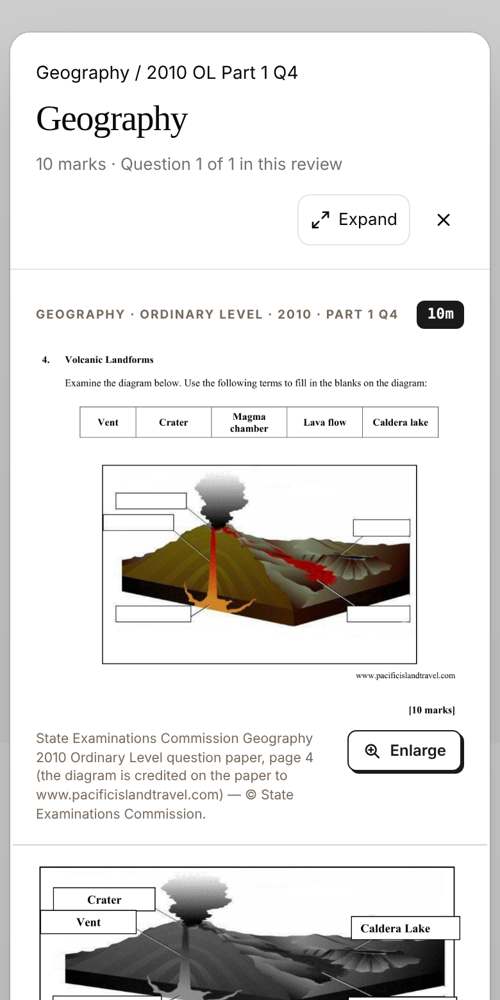 Geography / 2010 OL Part 1 Q4
Geography
10 marks · Question 1 of 1 in this review
Expand
GEOGRAPHY · ORDINARY LEVEL · 2010 · PART 1 Q4
10m
4. Volcanic Landforms
Examine the diagram below. Use the following terms to fill in the blanks on the diagram:
Vent
Crater
Magma
chamber
Lava flow
Caldera lake
www.pacificislandtravel.com
[10 marks]
State Examinations Commission Geography
2010 Ordinary Level question paper, page 4
(the diagram is credited on the paper to
www.pacificislandtravel.com) — © State
Examinations Commission.
Enlarge
Crater
Vent
Caldera Lake